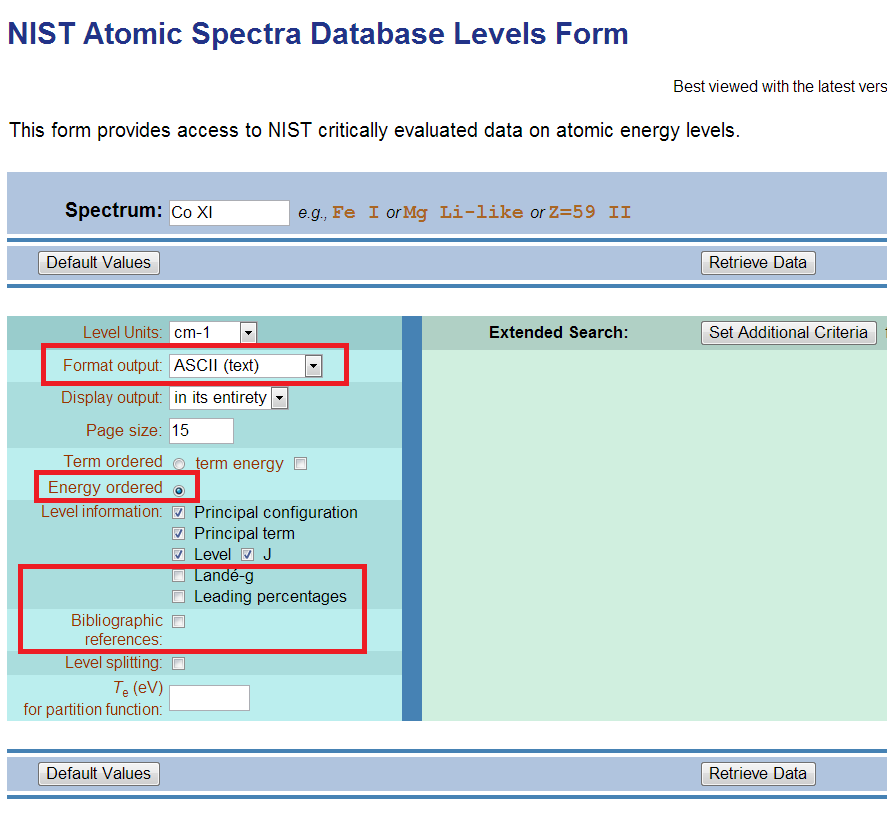 NIST Atomic Spectra Database Levels Form
Best viewed with the latest vers
This form provides access to NIST critically evaluated data on atomic energy levels.
Spectrum: Co XI e.g., Fe I or Mg Li-like or Z=59 II
Default Values Retrieve Data
Level Units: cm-1 Extended Search: Set Additional Criteria
Format output: ASCII (text)
Display output: in its entirety
Page size: 15
Term ordered term energy
Energy ordered
Level information: Principal configuration
Principal term
Level J
Landé-g
Leading percentages
Bibliographic
references:
Level splitting:
Te (eV)
for partition function:
Default Values Retrieve Data